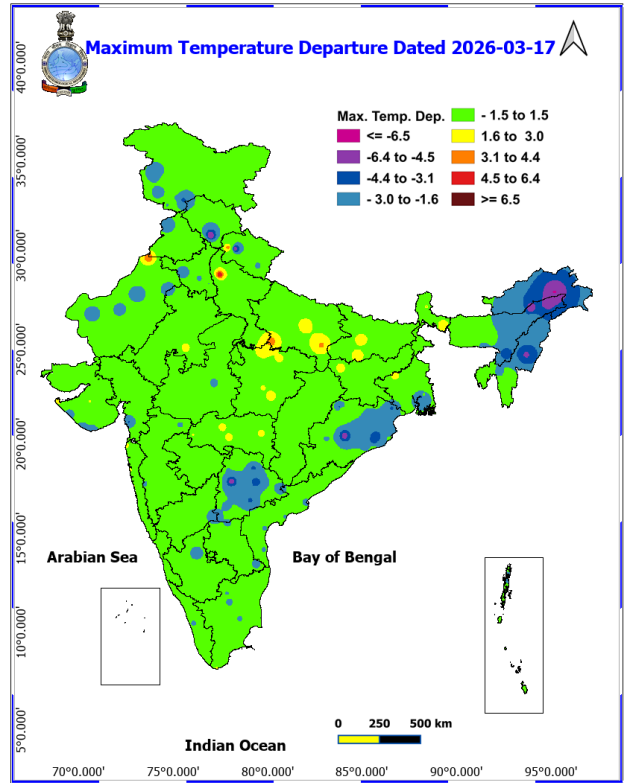 Maximum Temperature Departure Dated 2026-03-17
Max. Temp. Dep.
<= -6.5
-6.4 to -4.5
-4.4 to -3.1
- 3.0 to -1.6
- 1.5 to 1.5
1.6 to 3.0
3.1 to 4.4
4.5 to 6.4
>= 6.5
40°0.000'
35°0.000'
30°0.000'
25°0.000'
20°0.000'
15°0.000'
10°0.000'
5°0.000'
Arabian Sea
Bay of Bengal
Indian Ocean
0 250 500 km
70°0.000' 75°0.000' 80°0.000' 85°0.000' 90°0.000' 95°0.000'